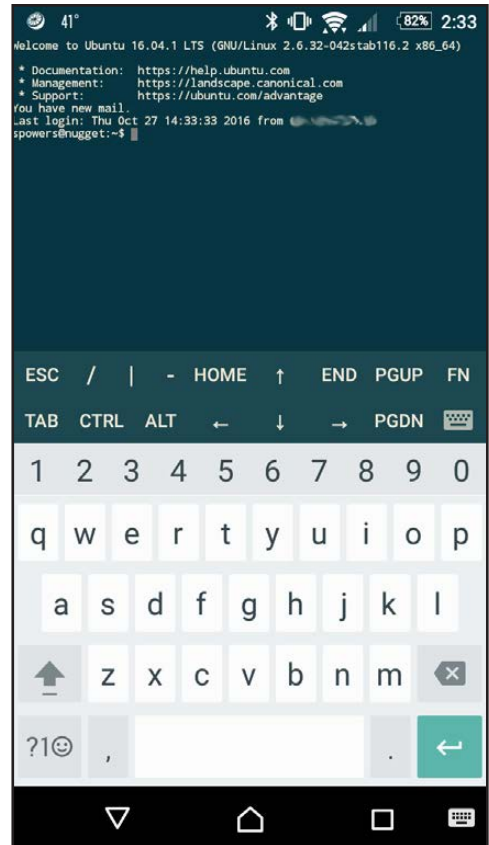 41° 82% 2:33
Welcome to Ubuntu 16.04.1 LTS (GNU/Linux 2.6.32-042stab116.2 x86_64)
* Documentation: https://help.ubuntu.com
* Management: https://landscape.canonical.com
* Support: https://ubuntu.com/advantage
You have new mail.
Last login: Thu Oct 27 14:33:33 2016 from
spowers@nugget:~$
ESC / | - HOME ↑ END PGUP FN
TAB CTRL ALT ← ↓ → PGDN
1 2 3 4 5 6 7 8 9 0
q w e r t y u i o p
a s d f g h j k l
z x c v b n m
?1☺ , .